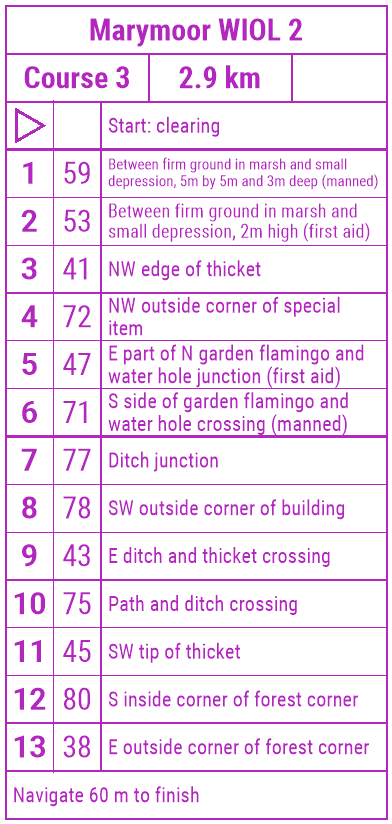 Marymoor WIOL 2
Course 3 2.9 km
Start: clearing
1 59 Between firm ground in marsh and small
depression, 5m by 5m and 3m deep (manned)
2 53 Between firm ground in marsh and
small depression, 2m high (first aid)
3 41 NW edge of thicket
4 72 NW outside corner of special
item
5 47 E part of N garden flamingo and
water hole junction (first aid)
6 71 S side of garden flamingo and
water hole crossing (manned)
7 77 Ditch junction
8 78 SW outside corner of building
9 43 E ditch and thicket crossing
10 75 Path and ditch crossing
11 45 SW tip of thicket
12 80 S inside corner of forest corner
13 38 E outside corner of forest corner
Navigate 60 m to finish